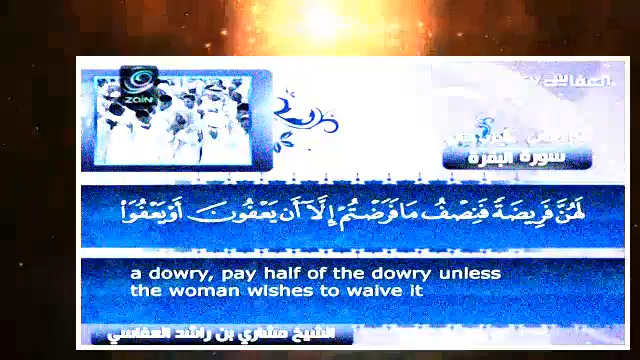 ZAIN
سورة البقرة
لَهُنَّ فَرِيضَةً فَنِصْفُ مَا فَرَضْتُمْ إِلَّآ أَن يَعْفُونَ أَوْ يَعْفُوَا۟
a dowry, pay half of the dowry unless
the woman wishes to waive it
الشيخ مشاري بن راشد العفاسي